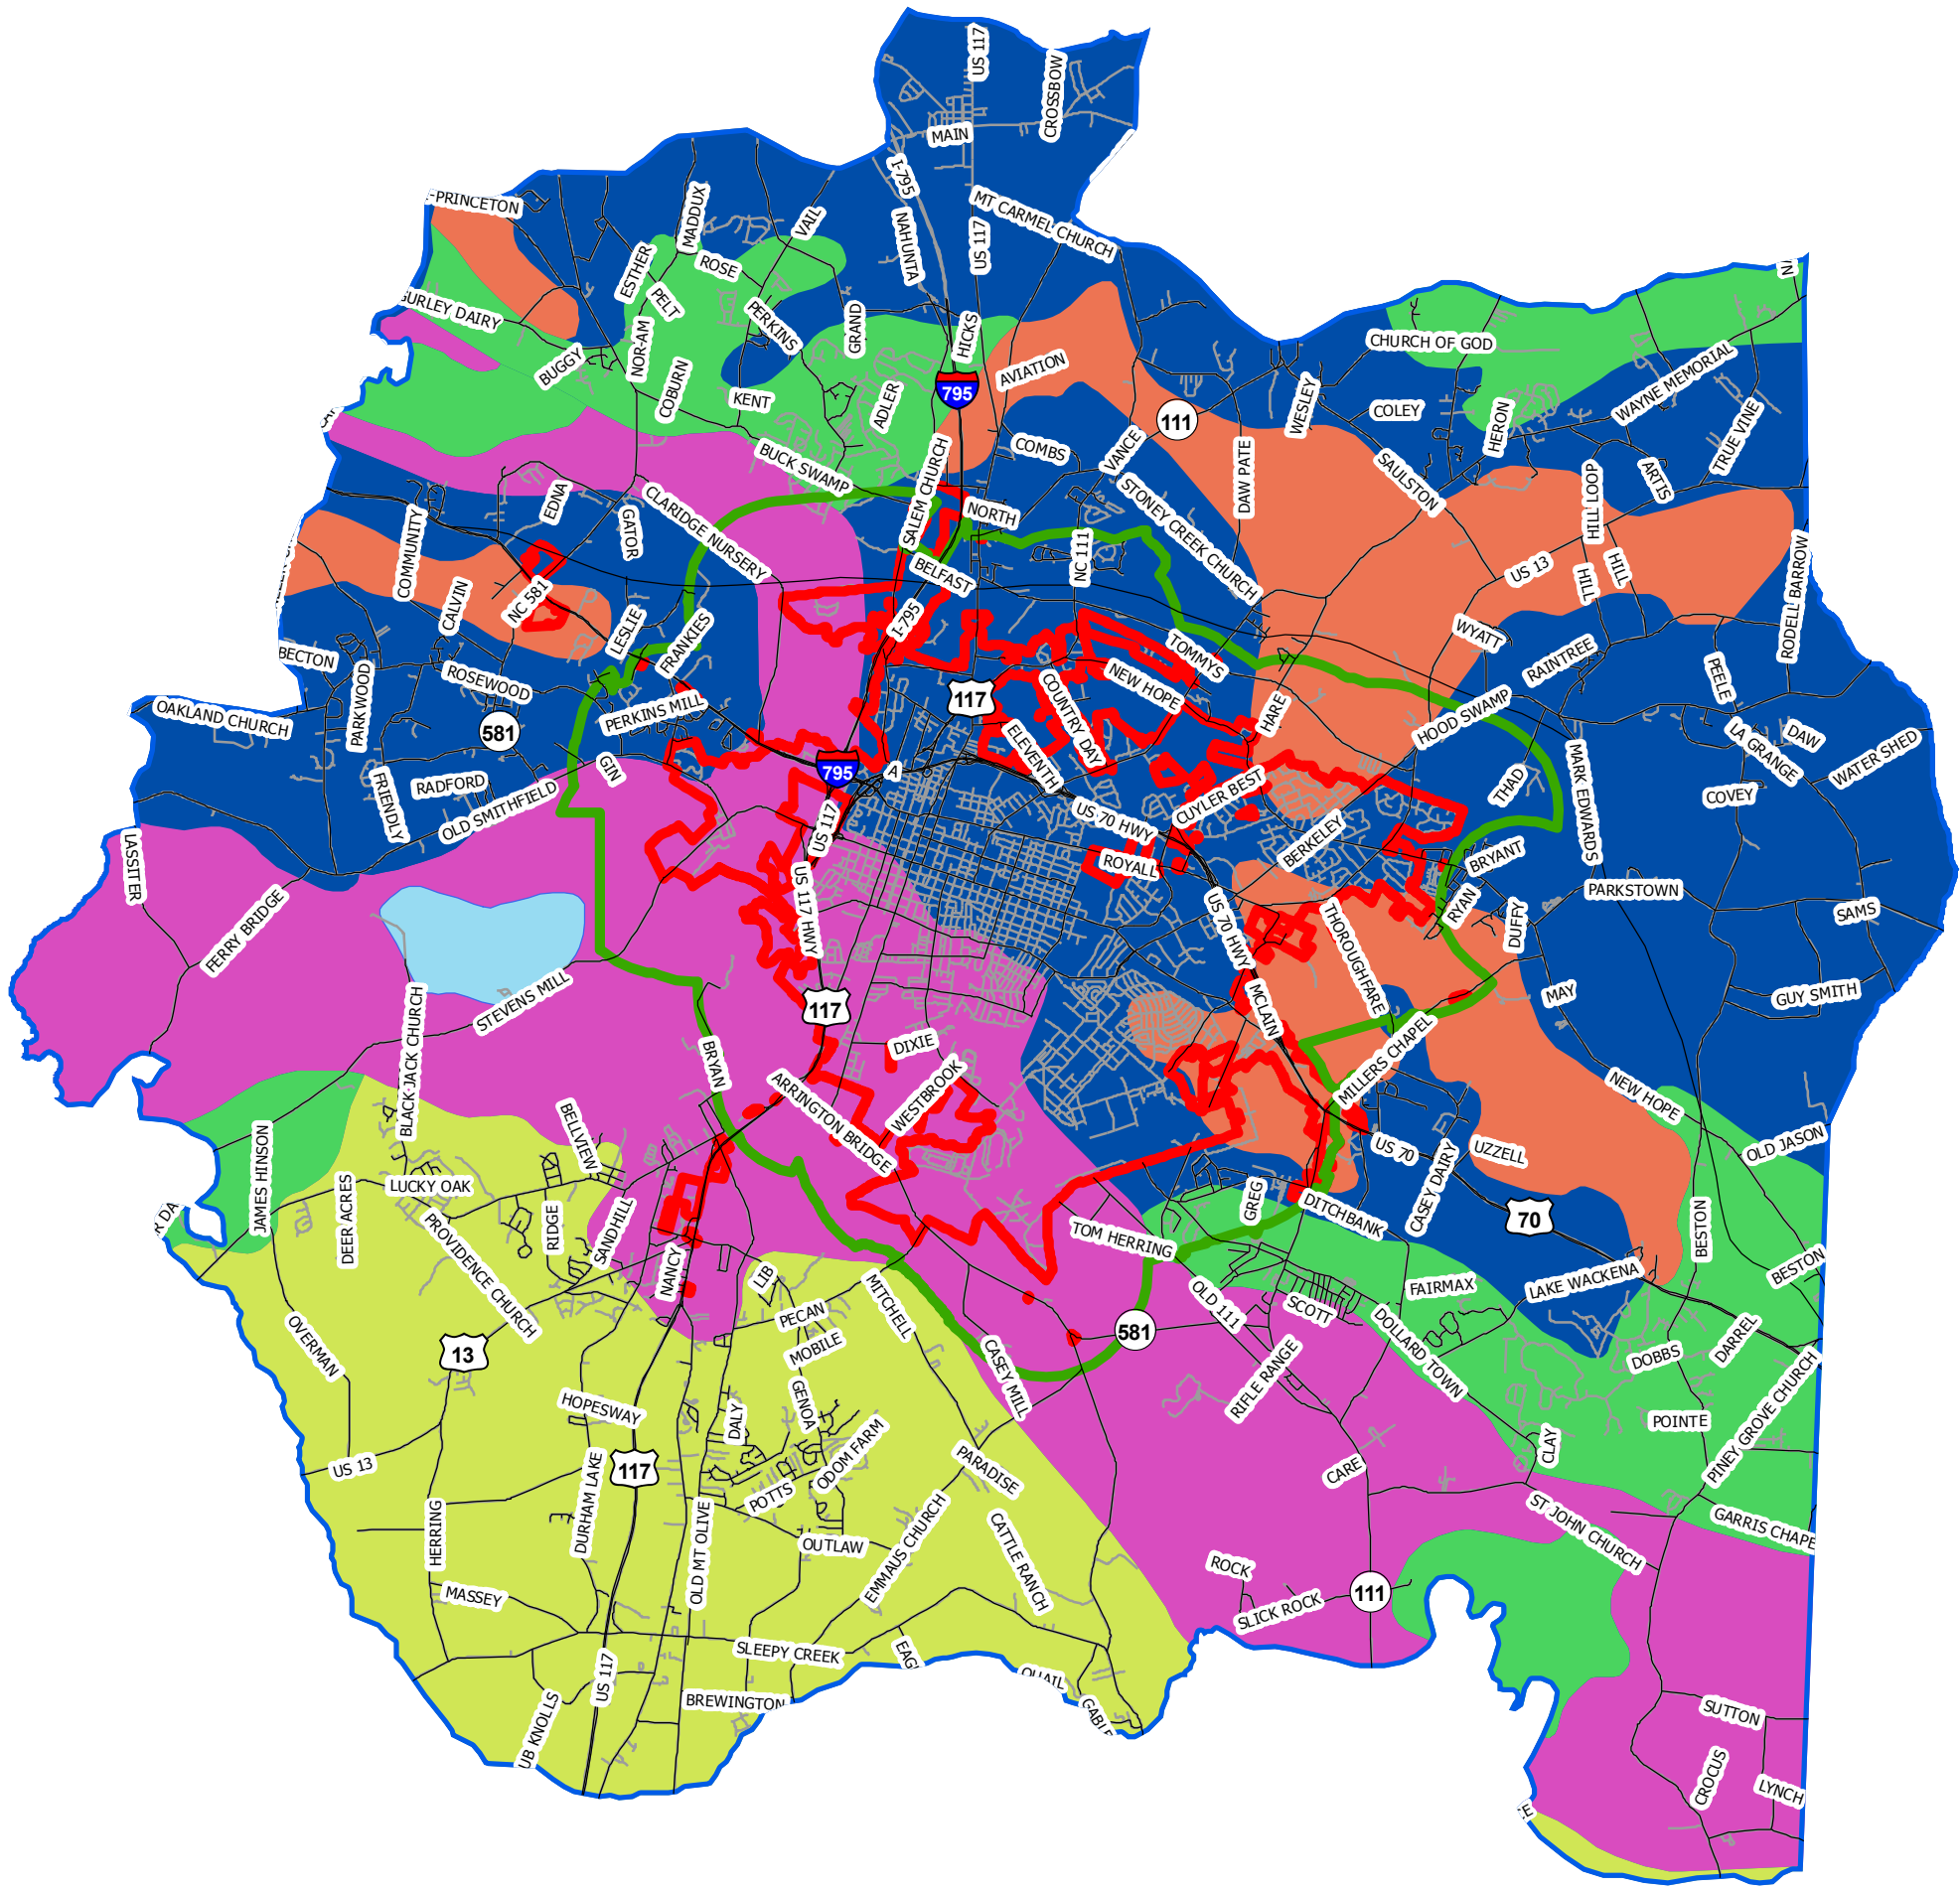 US 117
CROSSBOW
MAIN
I-795
-PRINCETON
MADDUX
VAIL
NAHUNTA
US 117
MT CARMEL CHURCH
ESTHER
ROSE
PELT
GURLEY DAIRY
PERKINS
GRAND
HICKS
CHURCH OF GOD
NOR-AM
BUGGY
COBURN
KENT
ADLER
795
AVIATION
WAYNE MEMORIAL
111
WESLEY
COLEY
HERON
TRUE VINE
BUCK SWAMP
SALEM CHURCH
COMBS
VANCE
DAW PATE
SAULSTON
HILL LOOP
ARTIS
EDNA
GATOR
CLARIDGE NURSERY
NORTH
STONEY CREEK CHURCH
COMMUNITY
NC 111
BELFAST
US 13
HILL
HILL
RODELL BARROW
CALVIN
NC 581
LESLIE
FRANKIES
I-795
TOMMYS
WYATT
RAINTREE
BECTON
PARKWOOD
ROSEWOOD
PEELE
OAKLAND CHURCH
581
PERKINS MILL
117
COUNTRY DAY
NEW HOPE
HARE
HOOD SWAMP
LA GRANGE
DAW
WATER SHED
ELEVENTH
GIN
795
A
FRIENDLY
RADFORD
OLD SMITHFIELD
THAD
MARK EDWARDS
COVEY
CUYLER BEST
US 70 HWY
US 117
BERKELEY
ROYALL
BRYANT
LASSITER
FERRY BRIDGE
US 117 HWY
PARKSTOWN
RYAN
DUFFY
SAMS
US 70 HWY
THOROUGHFARE
STEVENS MILL
BLACK JACK CHURCH
117
MCLAIN
MAY
GUY SMITH
BRYAN
DIXIE
MILLERS CHAPEL
ARRINGTON BRIDGE
WESTBROOK
NEW HOPE
BELLVIEW
JAMES HINSON
US 70
CASEY DAIRY
UZZELL
OLD JASON
DEER ACRES
LUCKY OAK
PROVIDENCE CHURCH
RIDGE
SANDHILL
GREG
DITCHBANK
70
BESTON
TOM HERRING
NANCY
LIB
MITCHELL
OLD 111
SCOTT
FAIRMAX
LAKE WACKENA
BESTON
OVERMAN
13
PECAN
MOBILE
581
DOLLARD TOWN
DOBBS
DARREL
CASEY MILL
RIFLE RANGE
HOPESWAY
GENOA
DALY
ODOM FARM
POINTE
PINEY GROVE CHURCH
US 13
117
POTTS
PARADISE
CARE
CLAY
HERRING
DURHAM LAKE
OLD MT OLIVE
OUTLAW
EMMAUS CHURCH
CATTLE RANCH
ST JOHN CHURCH
GARRIS CHAPE
MASSEY
ROCK
111
SLICK ROCK
SLEEPY CREEK
US 117
UB KNOLLS
BREWINGTON
SUTTON
CROCUS
LYNCH